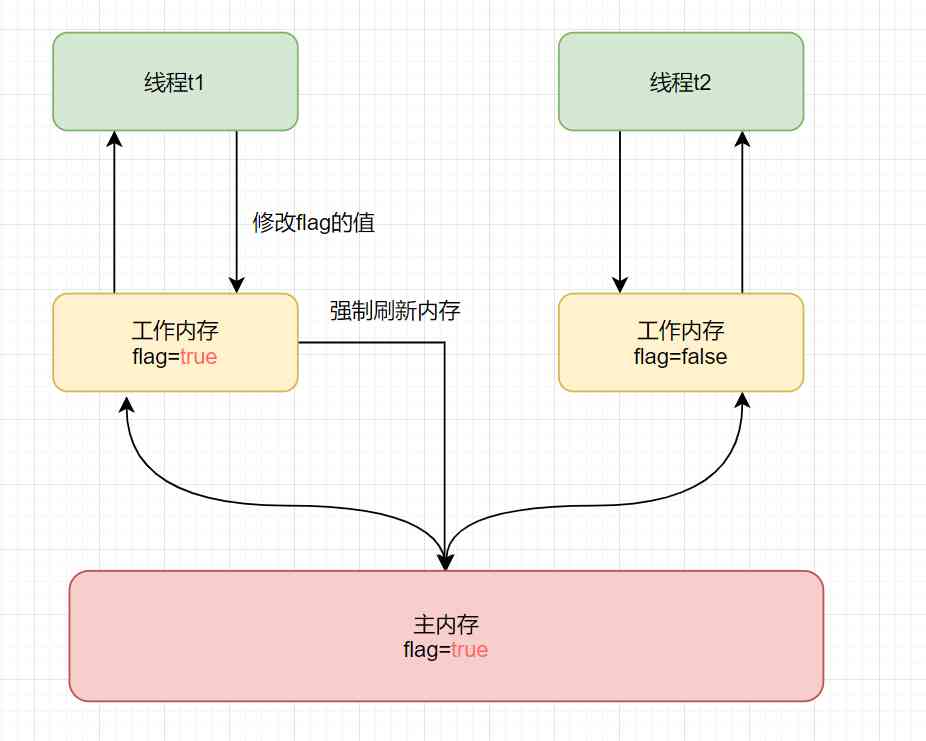 线程t1
线程t2
修改flag的值
强制刷新内存
工作内存
flag=true
工作内存
flag=false
主内存
flag=true